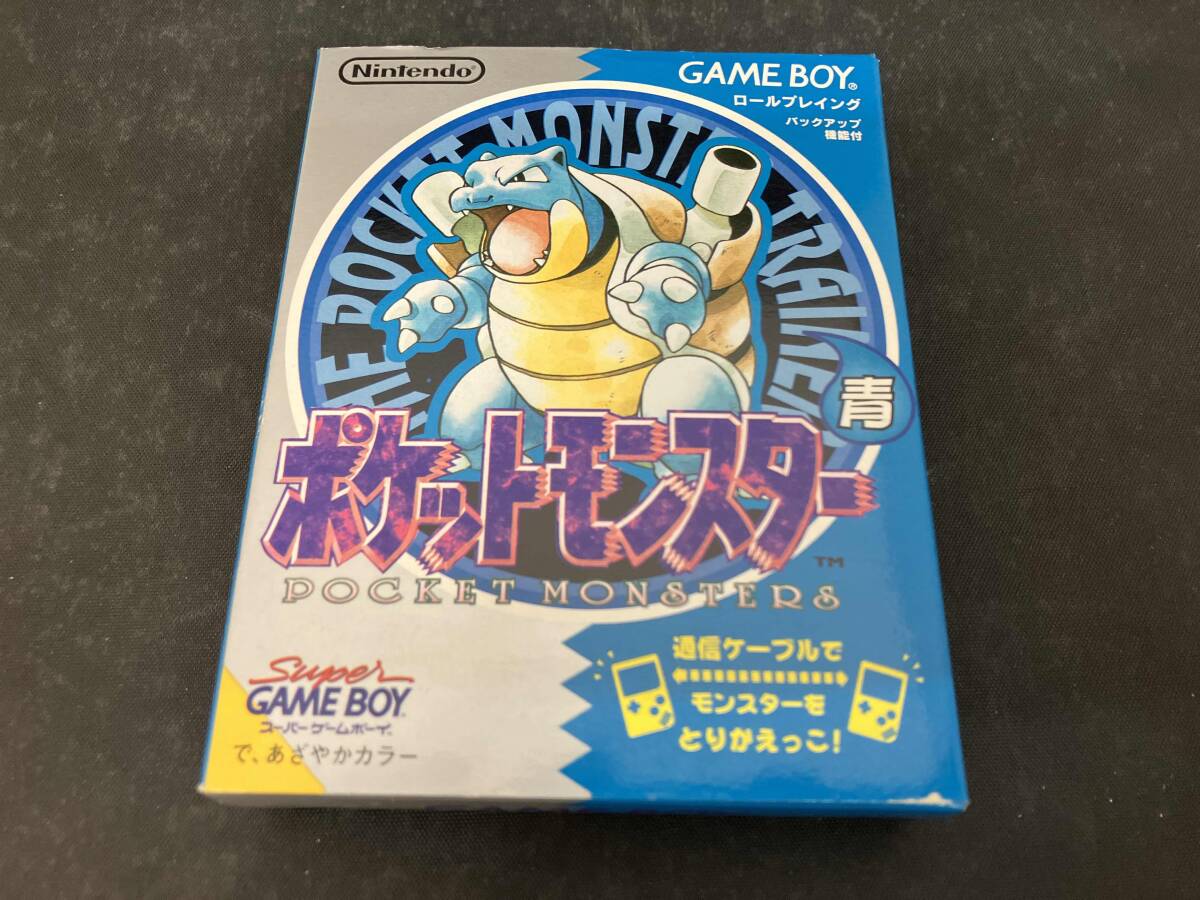 Nintendo®
GAME BOY®
ロールプレイング
バックアップ
機能付
THE POCKET MONSTER TRAINER
青
ポケットモンスター
TM
POCKET MONSTERS
Super
GAME BOY
スーパーゲームボーイ
で、あざやかカラー
通信ケーブルで
モンスターを
とりかえっこ!